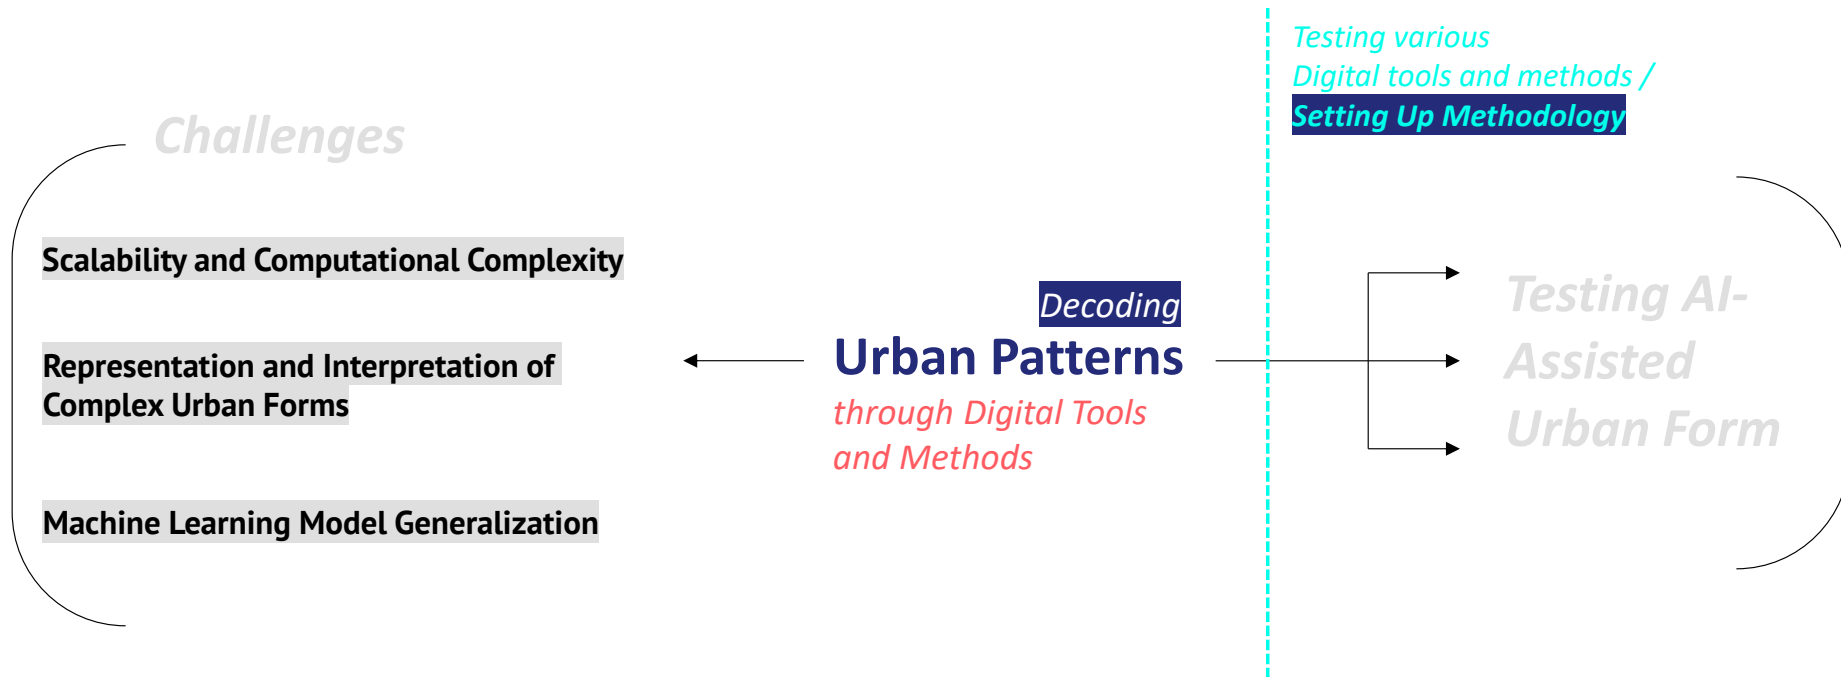 Challenges
Scalability and Computational Complexity
Representation and Interpretation of
Complex Urban Forms
Machine Learning Model Generalization
Decoding
Urban Patterns
through Digital Tools
and Methods
Testing various
Digital tools and methods /
Setting Up Methodology
Testing AI-
Assisted
Urban Form